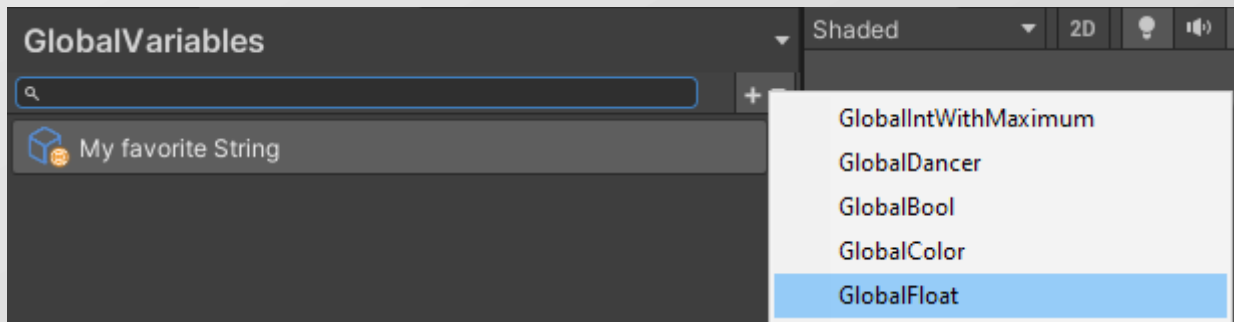 GlobalVariables
Shaded
2D
My favorite String
GlobalIntWithMaximum
GlobalDancer
GlobalBool
GlobalColor
GlobalFloat